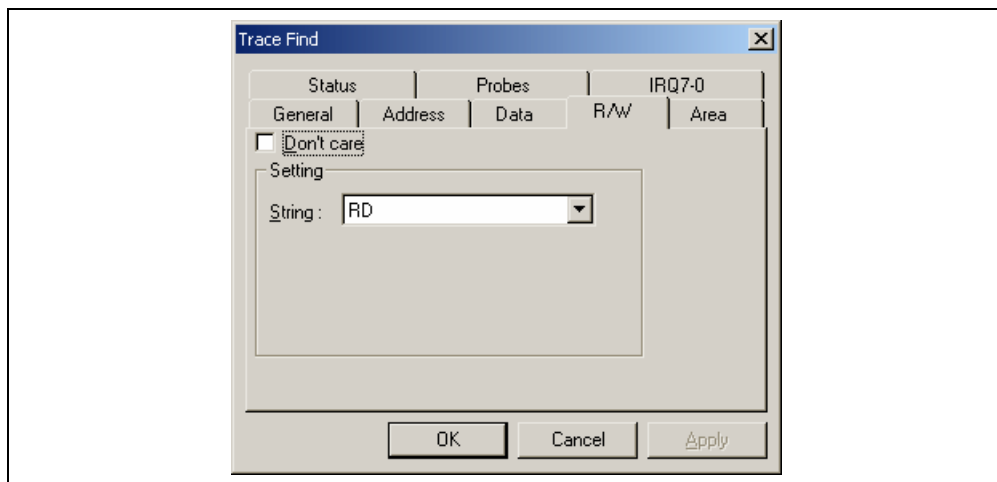 Trace Find
Status Probes IRQ7-0
General Address Data R/W Area
Don't care
Setting
String : RD
OK Cancel Apply